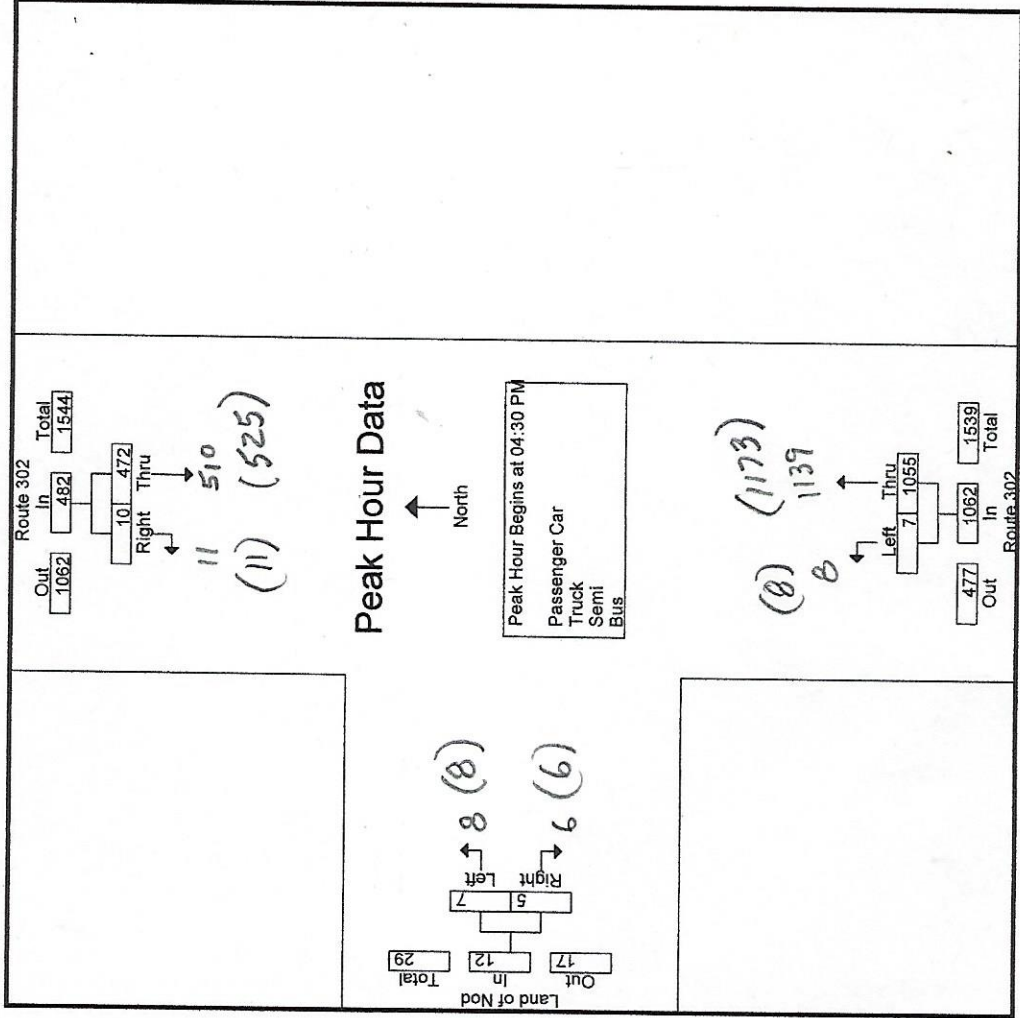 Route 302
Out In Total
1062 482 1544
10 472
Right Thru
11 510
(11) (525)
Peak Hour Data
North
Peak Hour Begins at 04:30 PM
Passenger Car
Truck
Semi
Bus
Land of Nod
Total In Out
29 12 17
7 5
Left Right
8 (8)
6 (6)
(8) (1173)
8 1139
Left Thru
7 1055
477 1062 1539
Out In Total
Route 302